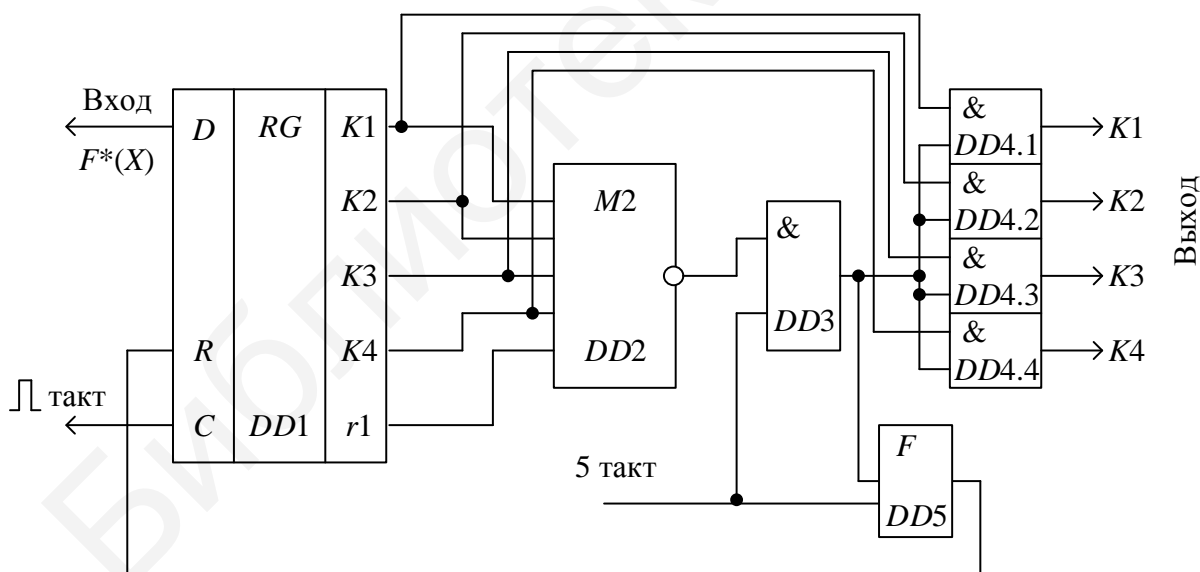 Вход
F*(X)
такт
D
R
C
RG
DD1
K1
K2
K3
K4
r1
M2
DD2
&
DD3
5 такт
F
DD5
&
DD4.1
&
DD4.2
&
DD4.3
&
DD4.4
K1
K2
K3
K4
Выход
Библиотек